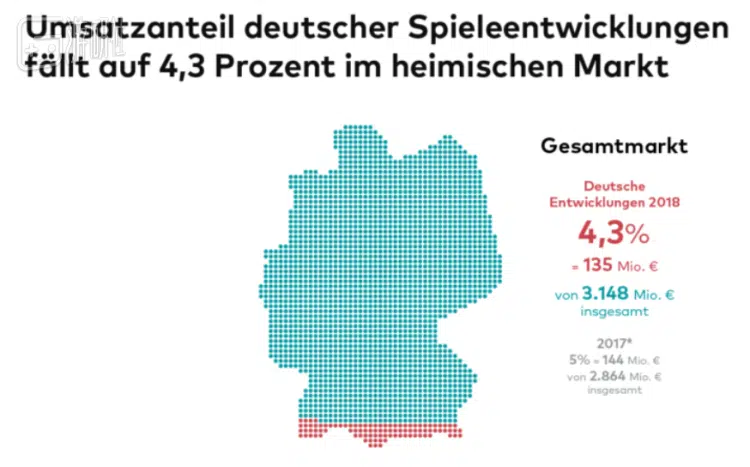 Umsatzanteil deutscher Spieleentwicklungen
fällt auf 4,3 Prozent im heimischen Markt
Gesamtmarkt
Deutsche
Entwicklungen 2018
4,3%
= 135 Mio. €
von 3.148 Mio. €
insgesamt
2017*
5% = 144 Mio. €
von 2.864 Mio. €
insgesamt